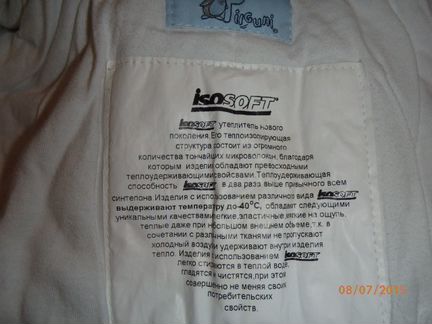 Pilguni
isosoft
isosoft утеплитель нового
поколения. Его теплоизолирующая
структура состоит из огромного
количества тончайших микроволокон, благодаря
которым изделия обладают превосходными
теплоудерживающими свойствами. Теплоудерживающая
способность isosoft в два раза выше привычного всем
синтепона. Изделия с использованием различного вида isosoft
выдерживают температуру до -40°C, обладает следующими
уникальными качествами: легкие, эластичные, мягкие на ощупь,
теплые даже при небольшом внешнем объеме, т.к. в
сочетании с различными тканями не пропускают
холодный воздух и удерживают внутри изделия
тепло. Изделия с использованием isosoft
легко стираются в теплой воде,
гладятся и чистятся, при этом
совершенно не меняя своих
потребительских
свойств.
08/07/2015